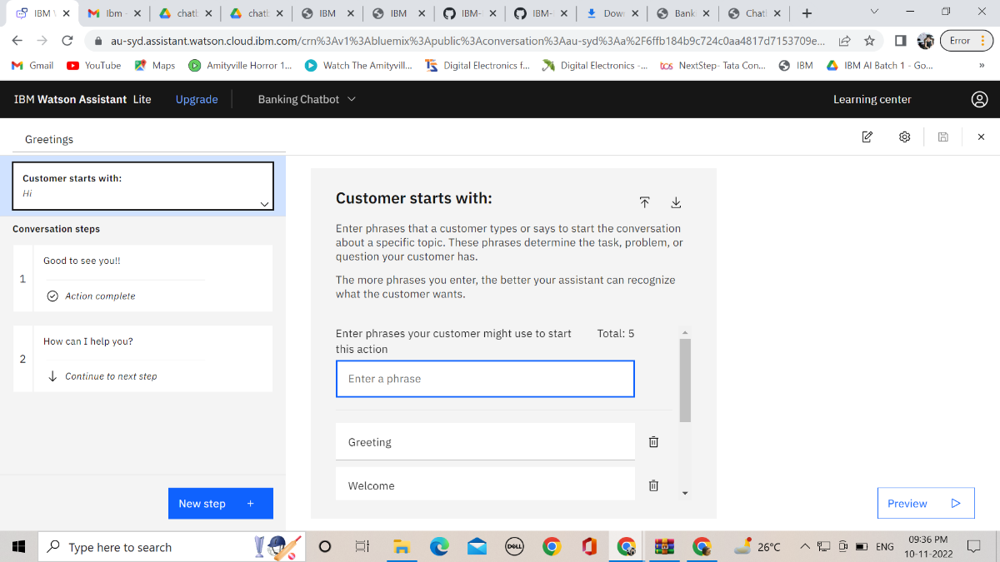 IBM W
Ibm -
chatb
chatb
IBM
IBM
IBM-
IBM-
Dow
Bank
Chat
au-syd.assistant.watson.cloud.ibm.com/crn%3Av1%3Abluemix%3Apublic%3Aconversation%3Aau-syd%3Aa%2F6ffb184b9c724c0aa4817d7153709e...
Error
Gmail
YouTube
Maps
Amityville Horror 1...
Watch The Amityvill...
Digital Electronics f...
Digital Electronics -...
tcs NextStep- Tata Con...
IBM
IBM AI Batch 1 - Go...
»
IBM Watson Assistant Lite
Upgrade
Banking Chatbot
Learning center
Greetings
Customer starts with:
Hi
Conversation steps
1
Good to see you!!
Action complete
2
How can I help you?
Continue to next step
New step +
Customer starts with:
Enter phrases that a customer types or says to start the conversation
about a specific topic. These phrases determine the task, problem, or
question your customer has.
The more phrases you enter, the better your assistant can recognize
what the customer wants.
Enter phrases your customer might use to start
this action
Total: 5
Enter a phrase
Greeting
Welcome
Preview
Type here to search
DELL
26°C
ENG
09:36 PM
10-11-2022